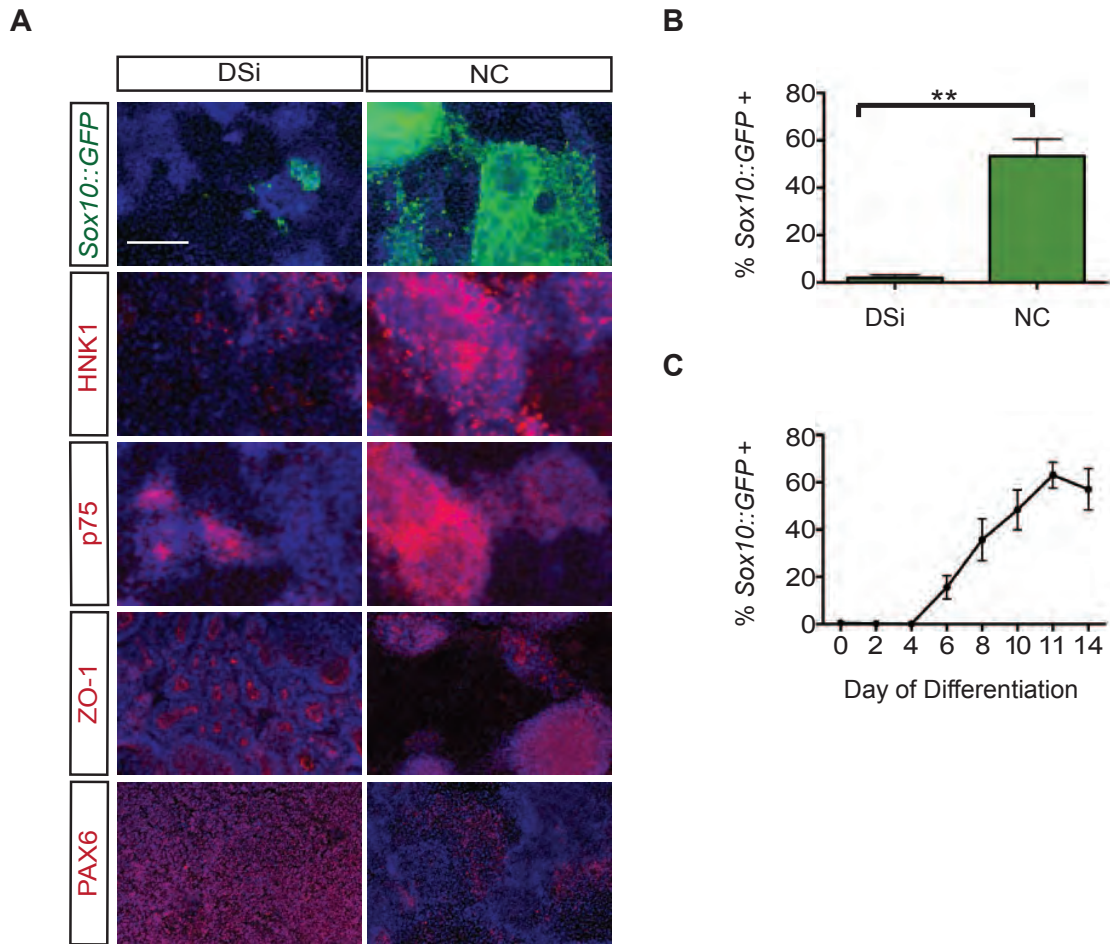 A
DSi NC
Sox10::GFP
HNK1
p75
ZO-1
PAX6
B
80
60
40
20
0
% Sox10::GFP +
**
DSi NC
C
80
60
40
20
0
% Sox10::GFP +
0 2 4 6 8 10 11 14
Day of Differentiation